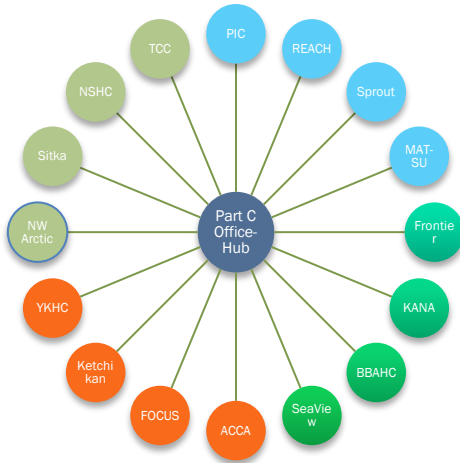 PIC
REACH
Sprout
MAT-
SU
Frontie
r
KANA
BBAHC
SeaVie
w
ACCA
FOCUS
Ketchi
kan
YKHC
NW
Arctic
Sitka
NSHC
TCC
Part C
Office-
Hub